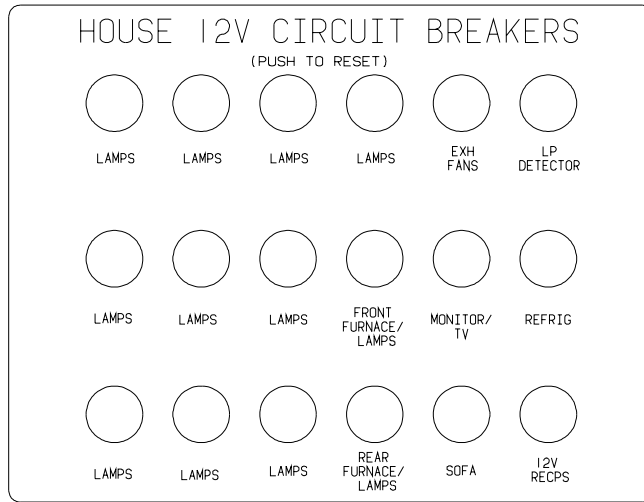 HOUSE 12V CIRCUIT BREAKERS
(PUSH TO RESET)
LAMPS LAMPS LAMPS LAMPS EXH FANS LP DETECTOR
LAMPS LAMPS LAMPS FRONT FURNACE/ LAMPS MONITOR/ TV REFRIG
LAMPS LAMPS LAMPS REAR FURNACE/ LAMPS SOFA 12V RECPS